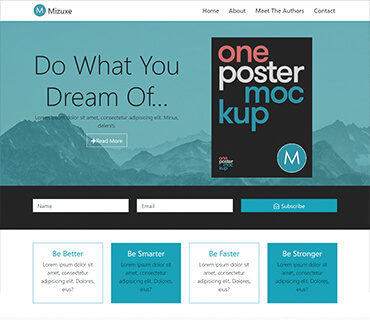 M Mizuxe
Home About Meet The Authors Contact
Do What You
Dream Of...
Lorem ipsum dolor sit amet, consectetur adipisicing elit. Minus,
deleniti.
+Read More
one
poster
moc
kup
one
poster
moc
kup
M
Name
Email
Subscribe
Be Better
Lorem ipsum dolor sit
amet, consectetur
adipisicing elit. Dolores,
eius?
Be Smarter
Lorem ipsum dolor sit
amet, consectetur
adipisicing elit. Dolores,
eius?
Be Faster
Lorem ipsum dolor sit
amet, consectetur
adipisicing elit. Dolores,
eius?
Be Stronger
Lorem ipsum dolor sit
amet, consectetur
adipisicing elit. Dolores,
eius?